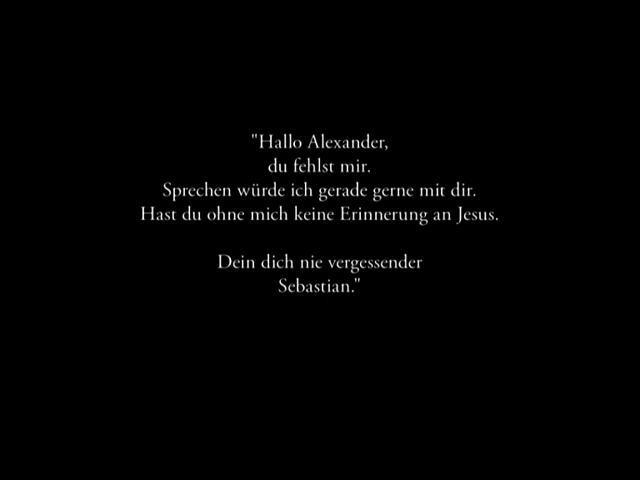 "Hallo Alexander,
du fehlst mir.
Sprechen würde ich gerade gerne mit dir.
Hast du ohne mich keine Erinnerung an Jesus.
Dein dich nie vergessender
Sebastian."